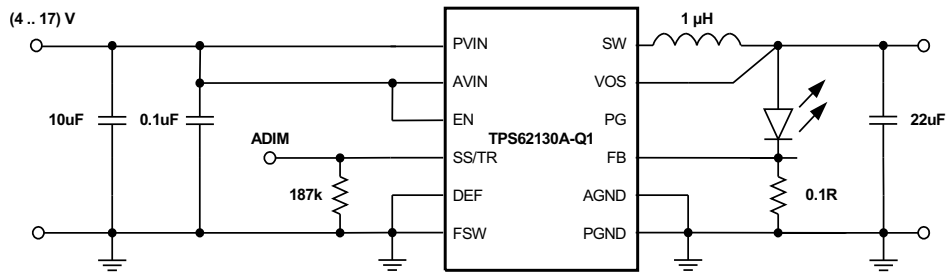 (4 .. 17) V
1 µH
PVIN
SW
AVIN
VOS
10uF
0.1uF
EN
PG
22uF
ADIM
TPS62130A-Q1
SS/TR
FB
187k
DEF
AGND
0.1R
FSW
PGND